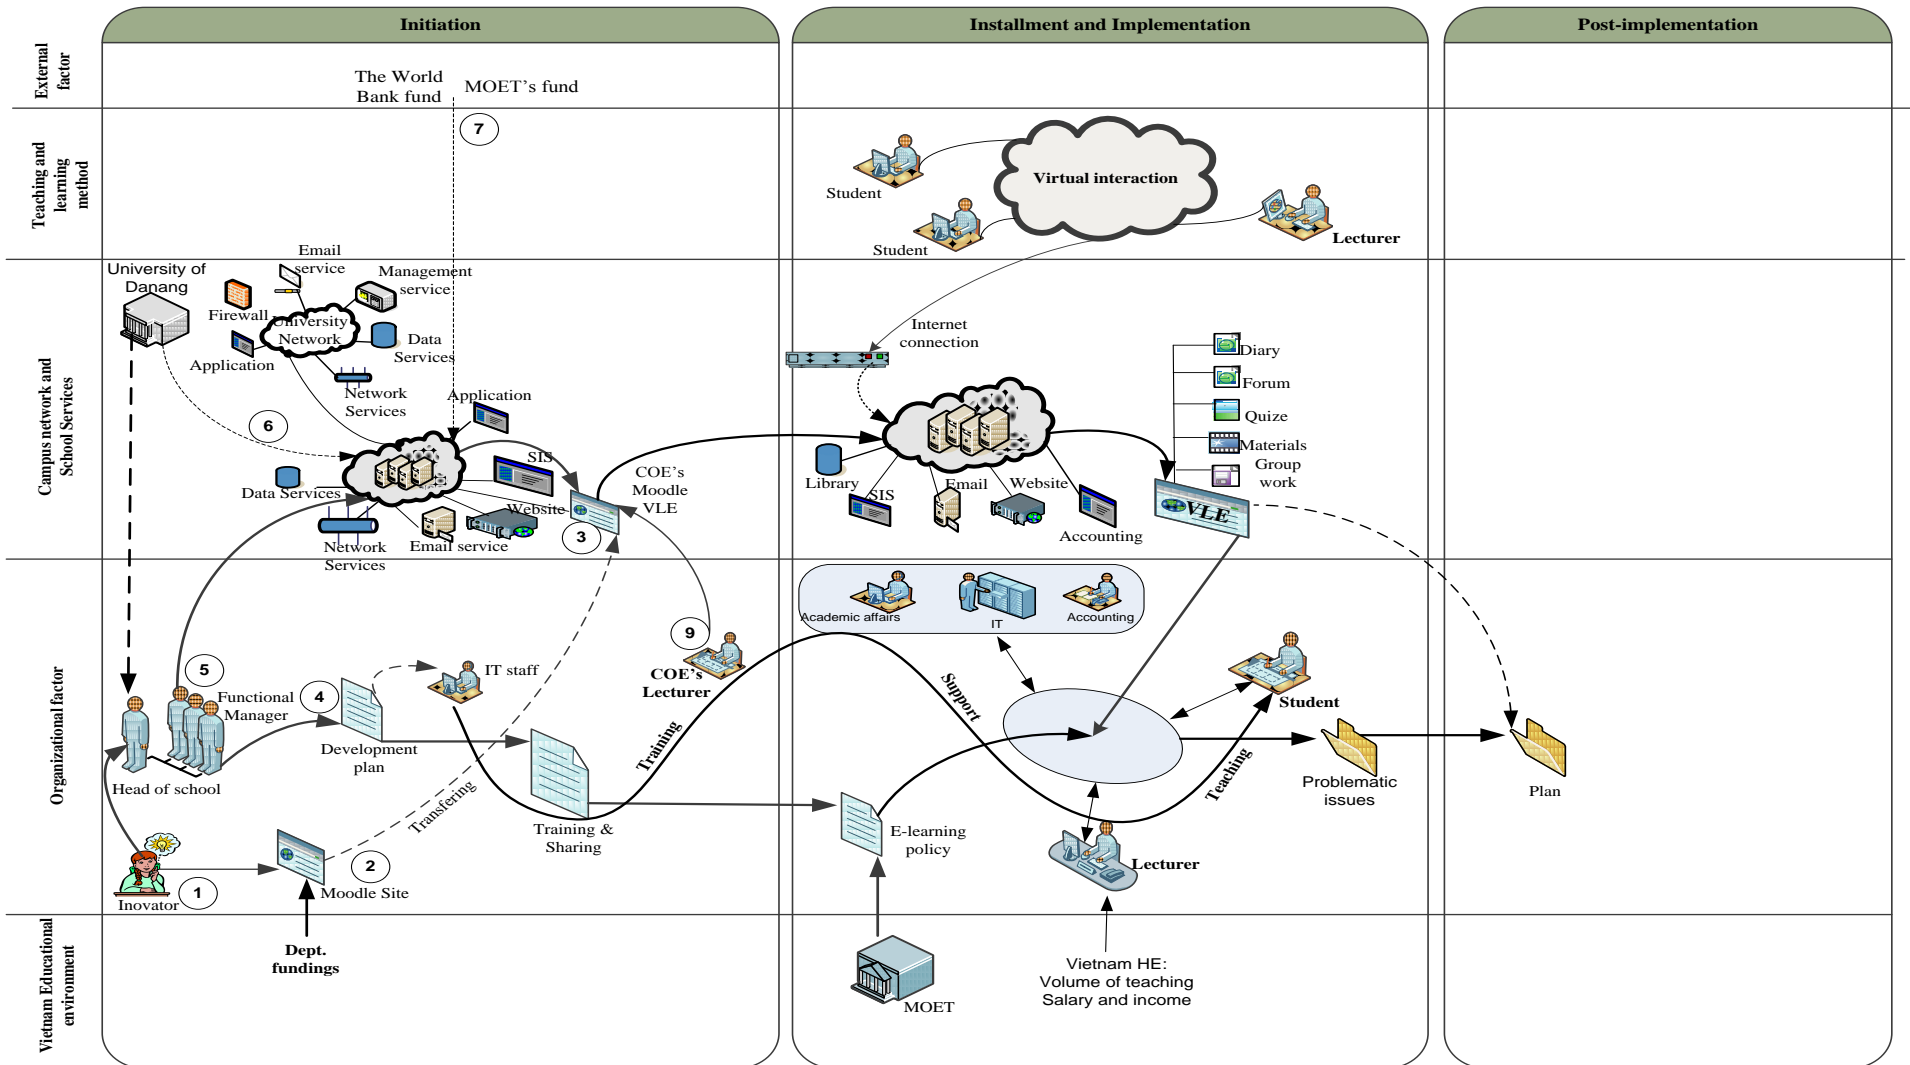 Initiation
Installment and Implementation
Post-implementation
External
factor
The World
Bank fund
MOET's fund
7
Teaching and
learning
method
Student
Student
Virtual interaction
Lecturer
Campus network and
School Services
University of
Danang
Email
service
Management
service
Firewall
University
Network
Data
Services
Application
Network
Services
Application
6
SIS
Data Services
Website
COE's
Moodle
VLE
3
Network
Services
Email service
Internet
connection
Library
SIS
Email
Website
Accounting
VLE
Diary
Forum
Quize
Materials
Group
work
Organizational factor
5
Functional
Manager
4
IT staff
9
COE's
Lecturer
Head of school
Development
plan
Training
Transfering
Training &
Sharing
Inovator
1
2
Moodle Site
Academic affairs
IT
Accounting
Support
Student
Teaching
Problematic
issues
Plan
E-learning
policy
Lecturer
Vietnam Educational
environment
Dept.
fundings
MOET
Vietnam HE:
Volume of teaching
Salary and income